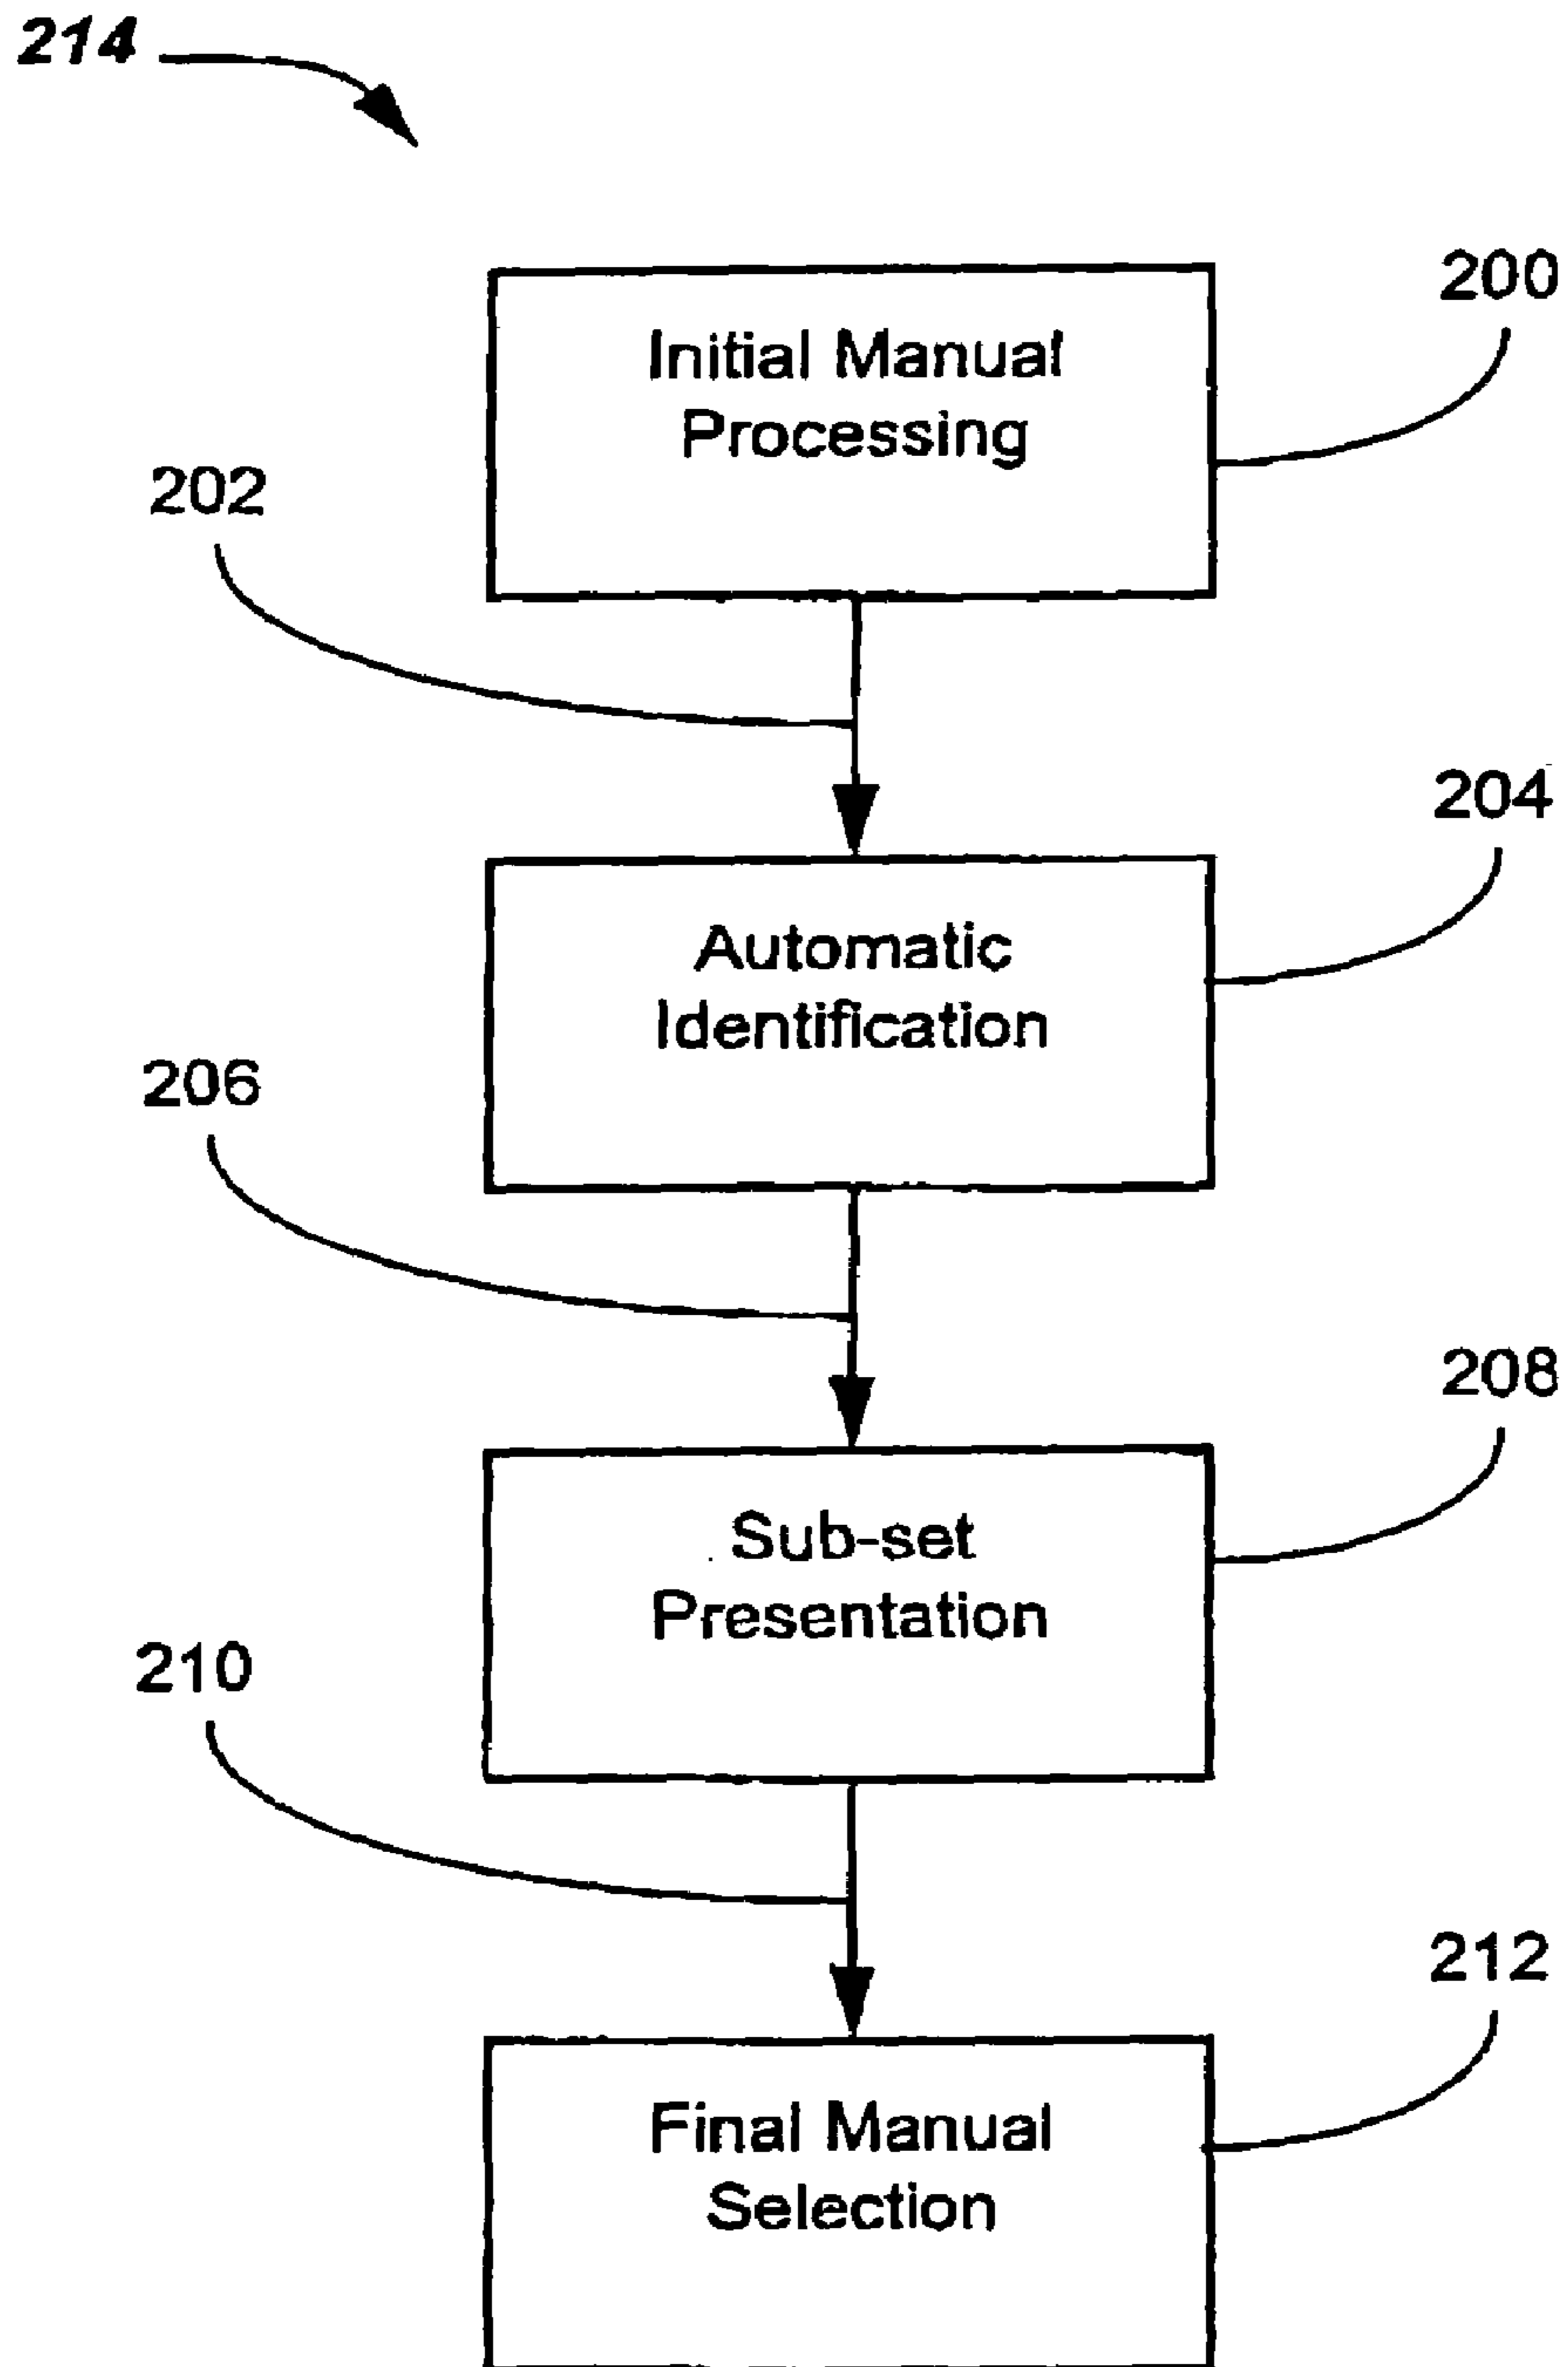 214
200
Initial Manual
Processing
202
204
Automatic
Identification
206
208
Sub-set
Presentation
210
212
Final Manual
Selection